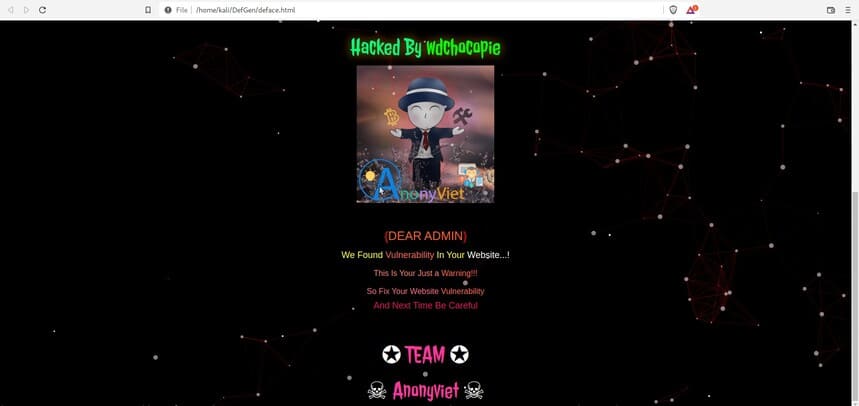 File /home/kali/DefGen/deface.html
Hacked By wdchocopie
AnonyViet
{DEAR ADMIN}
We Found Vulnerability In Your Website...!
This Is Your Just a Warning!!!
So Fix Your Website Vulnerability
And Next Time Be Careful
✪ TEAM ✪
☠ Anonyviet ☠